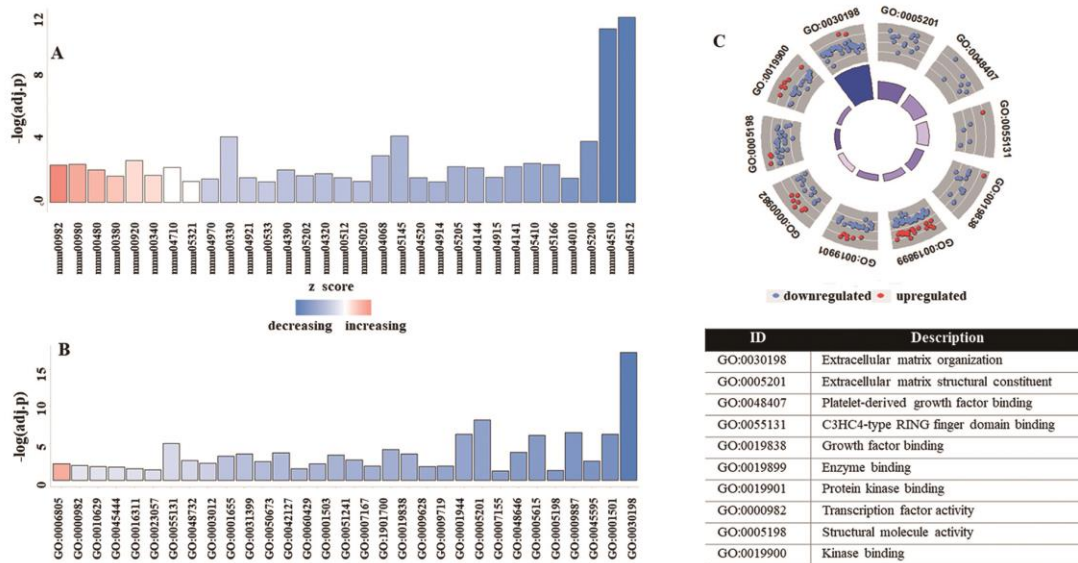 A
-log(adj.p)
12
8
4
.0
mmu00982
mmu00980
mmu00480
mmu00380
mmu00920
mmu00340
mmu04710
mmu05321
mmu04970
mmu00330
mmu04921
mmu00533
mmu04390
mmu05202
mmu04320
mmu00512
mmu04068
mmu05145
mmu04520
mmu04914
mmu05205
mmu04144
mmu04915
mmu04141
mmu05410
mmu05166
mmu04010
mmu05200
mmu04510
mmu04512
z score
decreasing increasing
B
-log(adj.p)
15
10
5
0
GO:0006805
GO:0000982
GO:0010629
GO:0045444
GO:0016311
GO:0023057
GO:0055131
GO:0048732
GO:0003012
GO:0001655
GO:0031399
GO:0050673
GO:0042127
GO:0060429
GO:0001503
GO:0051241
GO:0007167
GO:1901700
GO:0019838
GO:0009628
GO:0009719
GO:0001944
GO:0005201
GO:0007155
GO:0048646
GO:0005615
GO:0005198
GO:0009887
GO:0045595
GO:0001501
GO:0030198
C
GO:0030198
GO:0005201
GO:0048407
GO:0055131
GO:0019838
GO:0019899
GO:0019901
GO:0000982
GO:0005198
GO:0019900
downregulated upregulated
ID Description
GO:0030198 Extracellular matrix organization
GO:0005201 Extracellular matrix structural constituent
GO:0048407 Platelet-derived growth factor binding
GO:0055131 C3HC4-type RING finger domain binding
GO:0019838 Growth factor binding
GO:0019899 Enzyme binding
GO:0019901 Protein kinase binding
GO:0000982 Transcription factor activity
GO:0005198 Structural molecule activity
GO:0019900 Kinase binding